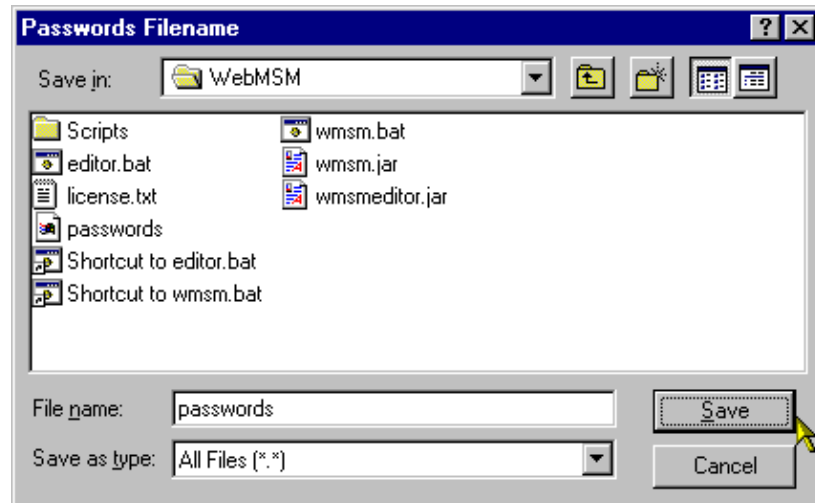 Passwords Filename
Save in: WebMSM
Scripts
editor.bat
license.txt
passwords
Shortcut to editor.bat
Shortcut to wmsm.bat
wmsm.bat
wmsm.jar
wmsmeditor.jar
File name: passwords Save
Save as type: All Files (*.*) Cancel